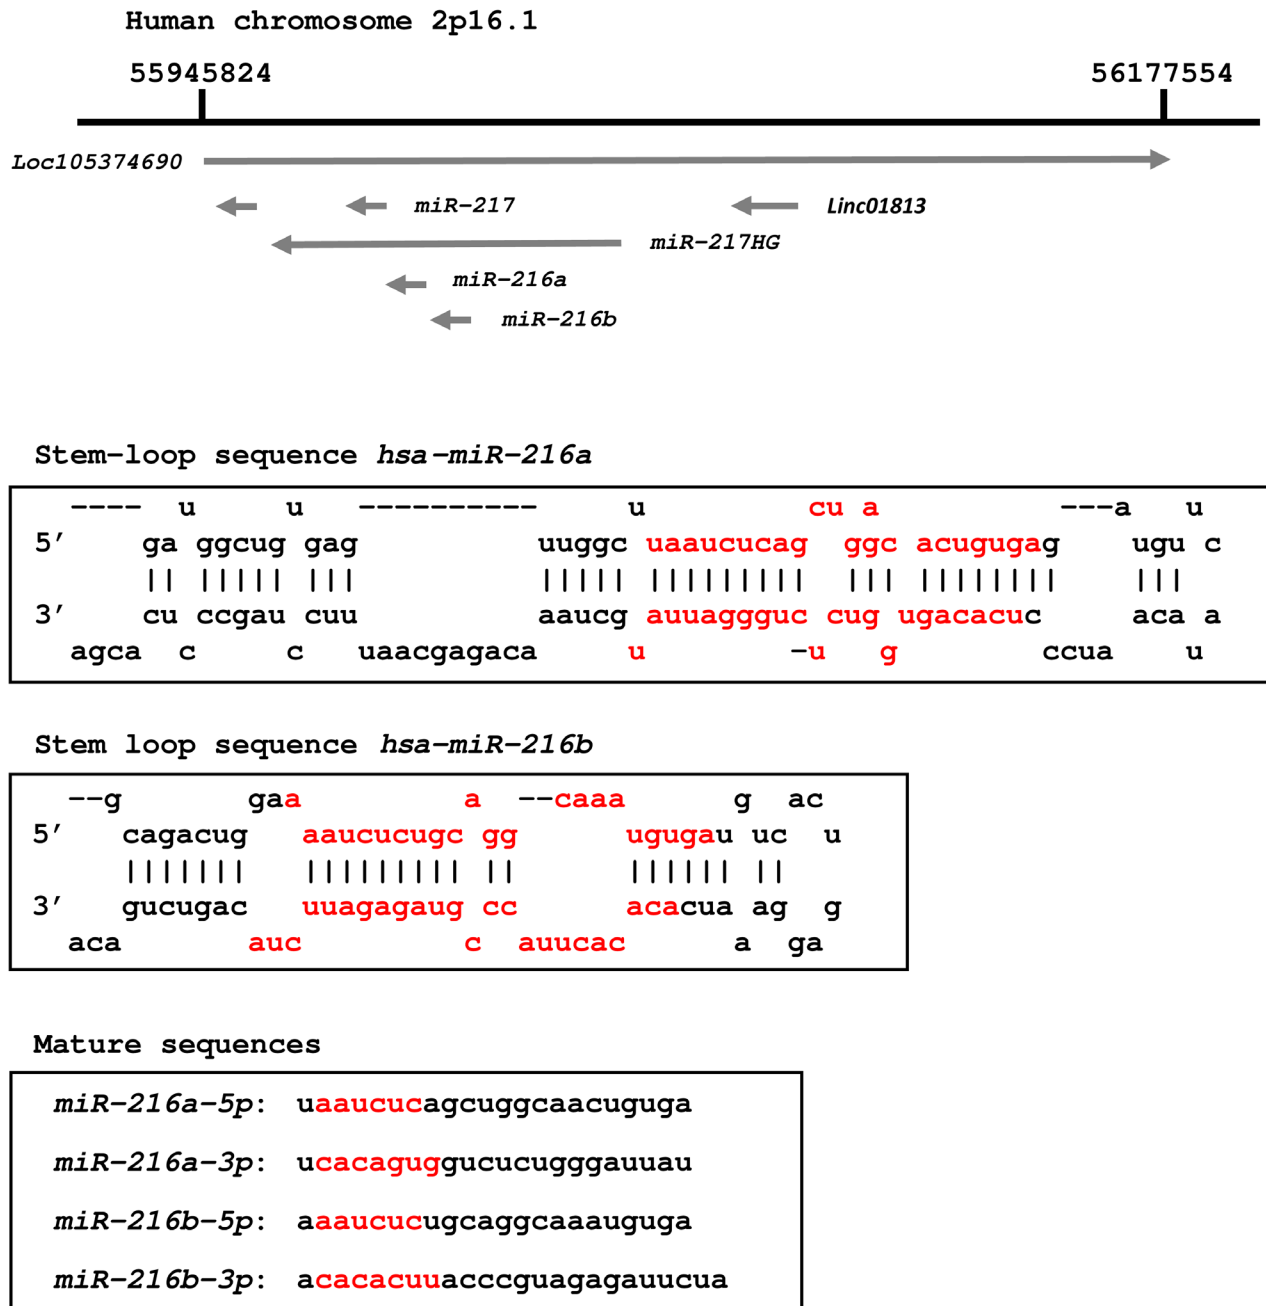 Human chromosome 2p16.1
55945824 56177554
Loc105374690
miR-217 Linc01813
miR-217HG
miR-216a
miR-216b
Stem-loop sequence hsa-miR-216a
---- u u ---------- u cu a ---a u
5' ga ggcug gag uuggc uaaucucag ggc acugugag ugu c
|| ||||| ||| ||||| ||||||||| ||| |||||||| |||
3' cu ccgau cuu aaucg auuaggguc cug ugacacuc aca a
agca c c uaacgagaca u -u g ccua u
Stem loop sequence hsa-miR-216b
--g gaa a --caaa g ac
5' cagacug aaucucugc gg ugugau uc u
||||||| ||||||||| || |||||| ||
3' gucugac uuagagaug cc acacua ag g
aca auc c auucac a ga
Mature sequences
miR-216a-5p: uaaucucagcuggcaacuguga
miR-216a-3p: ucacaguggucucugggauuau
miR-216b-5p: aaaucucugcaggcaaauguga
miR-216b-3p: acacacuuacccguagagauucua